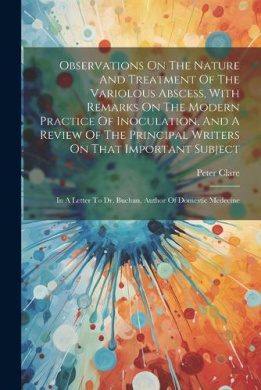 Observations On The Nature
And Treatment Of The
Variolous Abscess, With
Remarks On The Modern
Practice Of Inoculation, And A
Review Of The Principal Writers
On That Important Subject
Peter Clare
In A Letter To Dr. Buchan, Author Of Domestic Medecine